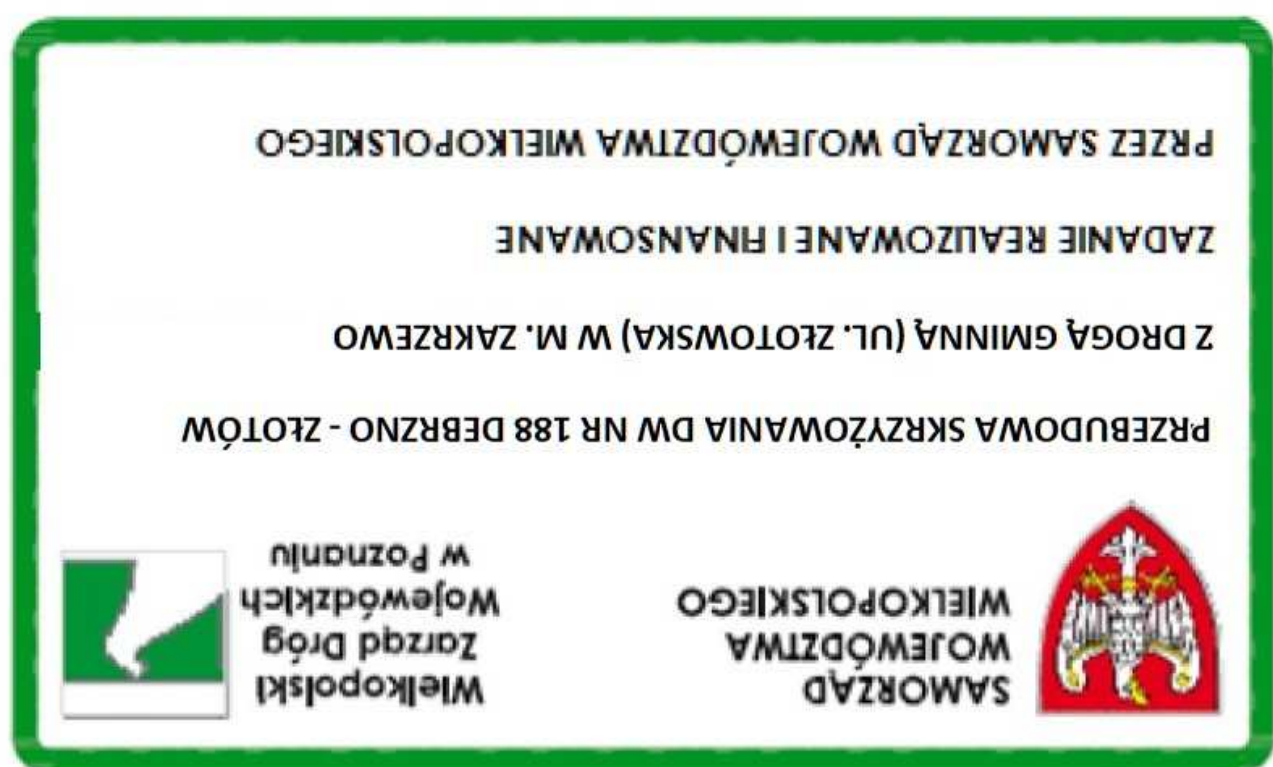 SAMORZĄD
WOJEWÓDZTWA
WIELKOPOLSKIEGO
Wielkopolski
Zarząd Dróg
Wojewódzkich
w Poznaniu
PRZEBUDOWA SKRZYŻOWANIA DW NR 188 DEBRZNO - ZŁOTÓW
Z DROGĄ GMINNĄ (UL. ZŁOTOWSKA) W M. ZAKRZEWO
ZADANIE REALIZOWANE I FINANSOWANE
PRZEZ SAMORZĄD WOJEWÓDZTWA WIELKOPOLSKIEGO